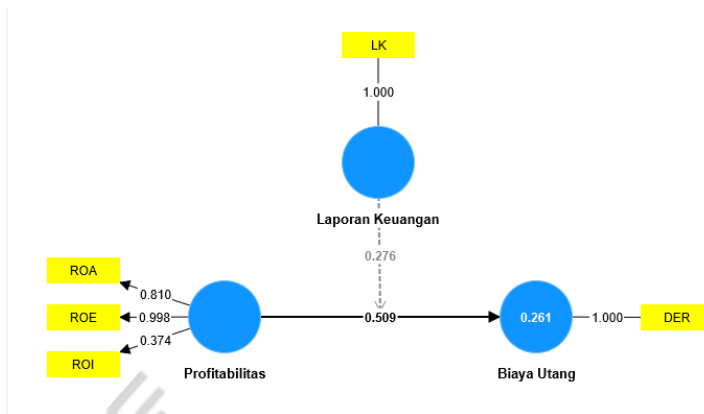 LK
1.000
Laporan Keuangan
0.276
ROA
0.810
ROE
0.998
0.509
0.261
1.000
DER
ROI
0.374
Profitabilitas
Biaya Utang